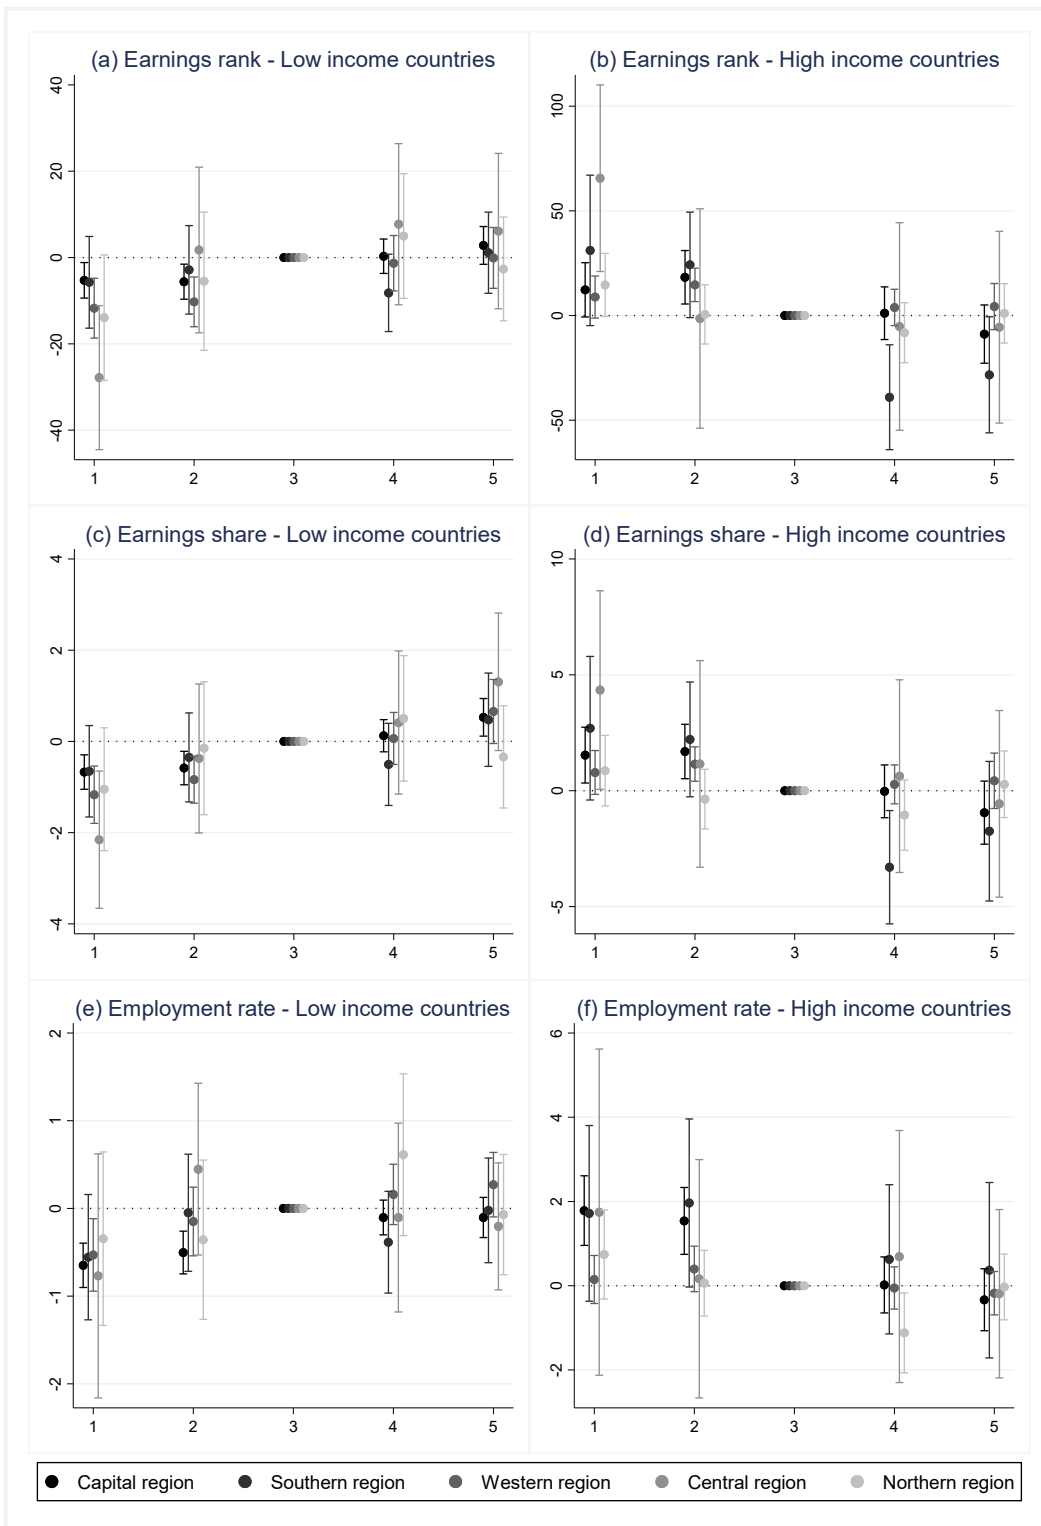 (a) Earnings rank - Low income countries
40
20
0
-20
-40
1 2 3 4 5
(b) Earnings rank - High income countries
100
50
0
-50
1 2 3 4 5
(c) Earnings share - Low income countries
4
2
0
-2
-4
1 2 3 4 5
(d) Earnings share - High income countries
10
5
0
-5
1 2 3 4 5
(e) Employment rate - Low income countries
2
1
0
-1
-2
1 2 3 4 5
(f) Employment rate - High income countries
6
4
2
0
-2
1 2 3 4 5
Capital region Southern region Western region Central region Northern region